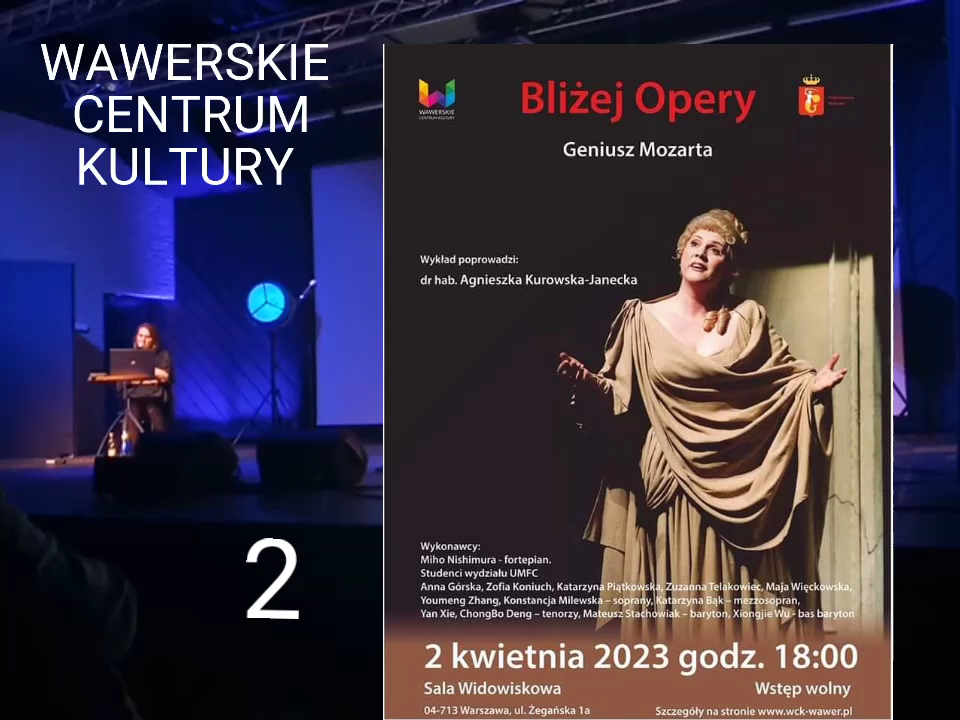 WAWERSKIE
CENTRUM
KULTURY
2
WAWERSKIE
CENTRUM KULTURY
Bliżej Opery
Geniusz Mozarta
Wykład poprowadzi:
dr hab. Agnieszka Kurowska-Janecka
Wykonawcy:
Miho Nishimura - fortepian.
Studenci wydziału UMFC
Anna Górska, Zofia Koniuch, Katarzyna Piątkowska, Zuzanna Telakowiec, Maja Więckowska,
Youmeng Zhang, Konstancja Milewska – soprany, Katarzyna Bąk – mezzosopran,
Yan Xie, ChongBo Deng – tenorzy, Mateusz Stachowiak – baryton, Xiongjie Wu - bas baryton
2 kwietnia 2023 godz. 18:00
Sala Widowiskowa
Wstęp wolny
04-713 Warszawa, ul. Żegańska 1a
Szczegóły na stronie www.wck-wawer.pl